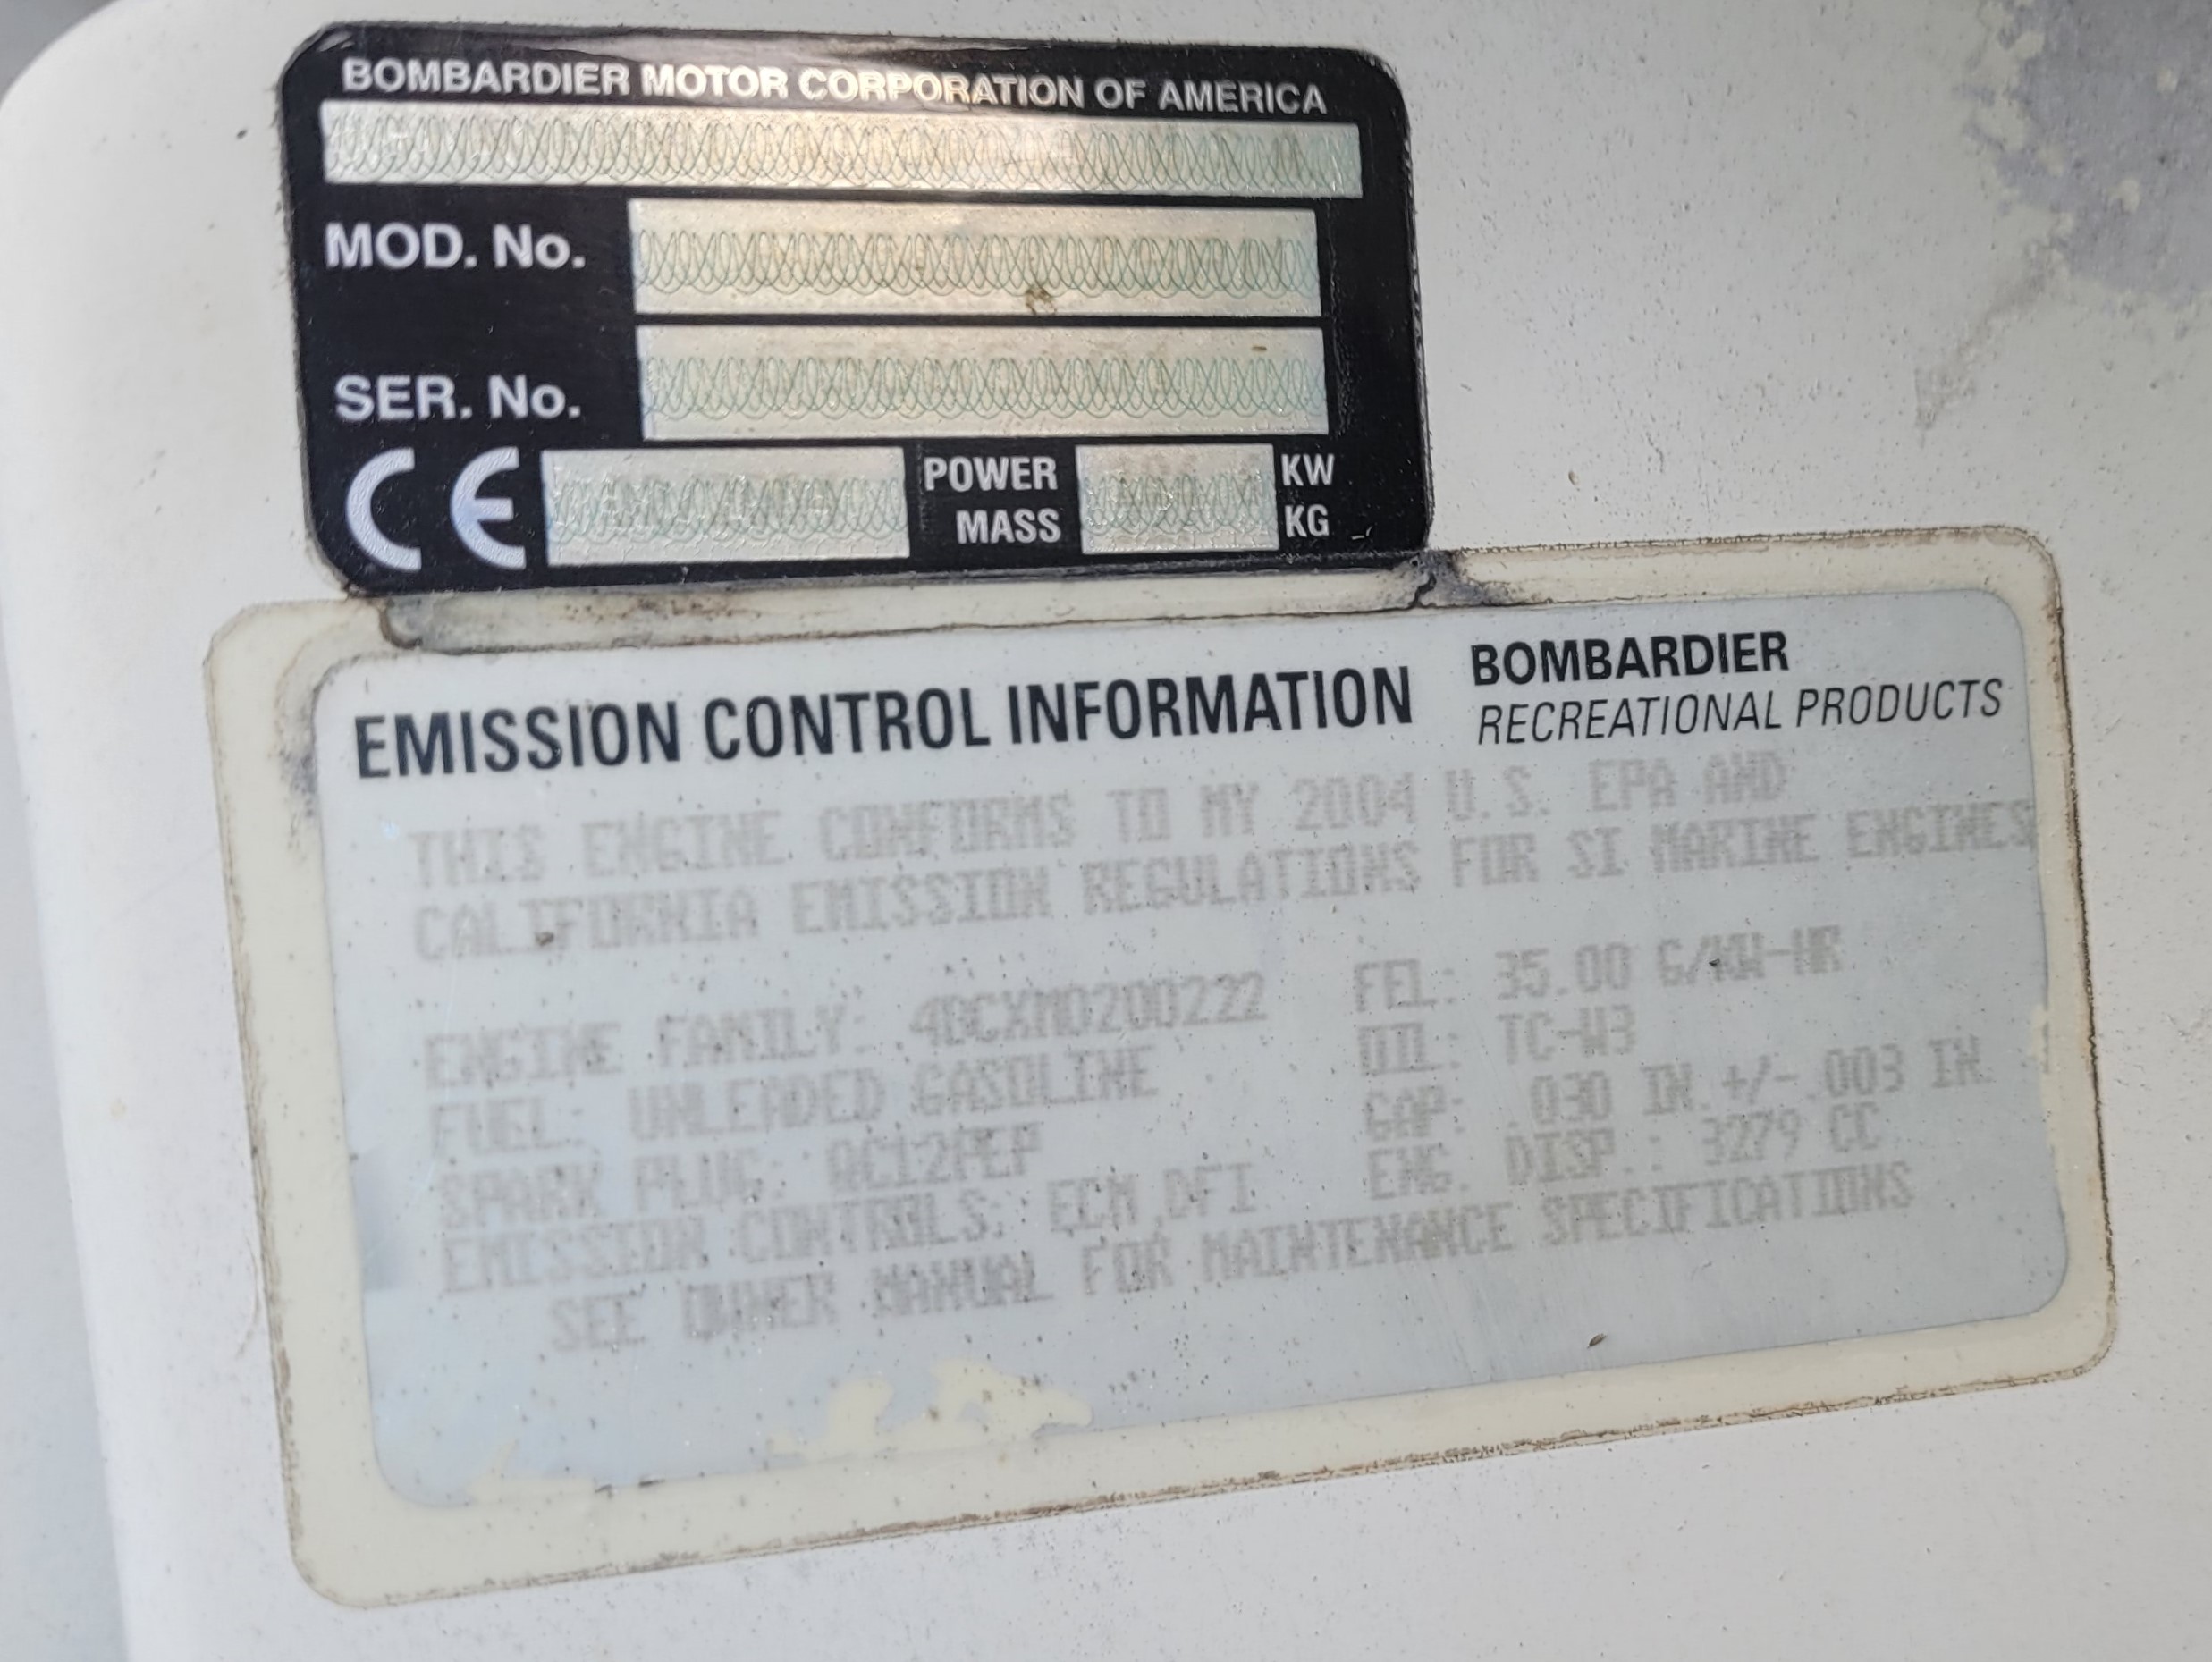 BOMBARDIER MOTOR CORPORATION OF AMERICA
MOD. No.
SER. No.
CE POWER KW
MASS KG
EMISSION CONTROL INFORMATION
BOMBARDIER
RECREATIONAL PRODUCTS
THIS ENGINE CONFORMS TO MY 2004 U.S. EPA AND
CALIFORNIA EMISSION REGULATIONS FOR SI MARINE ENGINES
ENGINE FAMILY: 4BCXM0200222 FEL: 35.00 G/KW-HR
FUEL: UNLEADED GASOLINE OIL: TC-W3
SPARK PLUG: QC12PEP GAP: .030 IN.+/-.003 IN.
EMISSION CONTROLS: ECM,DFI ENG. DISP.: 3279 CC
SEE OWNER MANUAL FOR MAINTENANCE SPECIFICATIONS